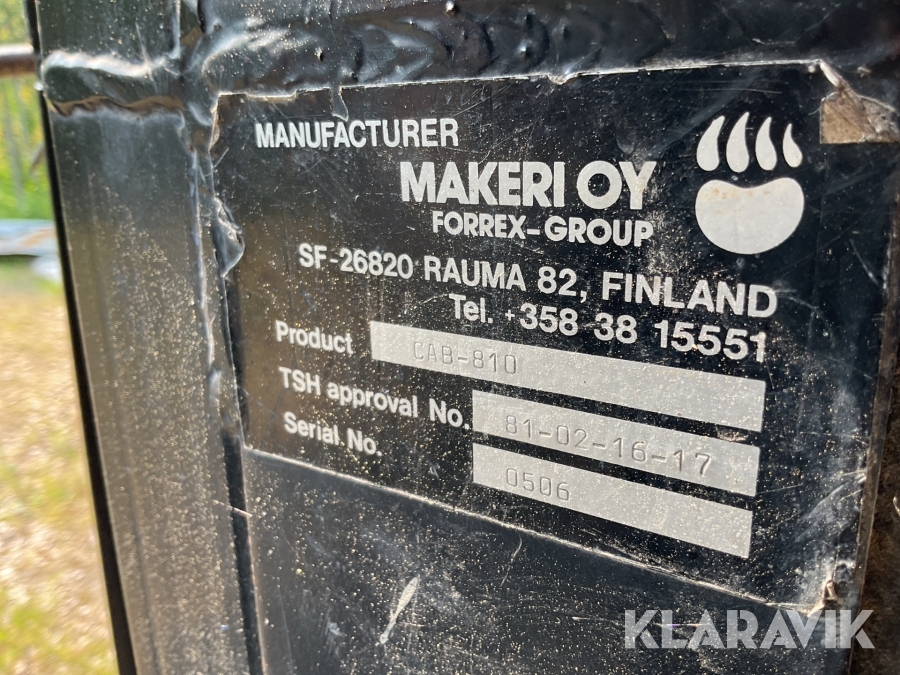 MANUFACTURER
MAKERI OY
FORREX-GROUP
SF-26820 RAUMA 82, FINLAND
Tel. +358 38 15551
Product CAB-810
TSH approval No. 81-02-16-17
Serial No. 0506
KLARAVIK